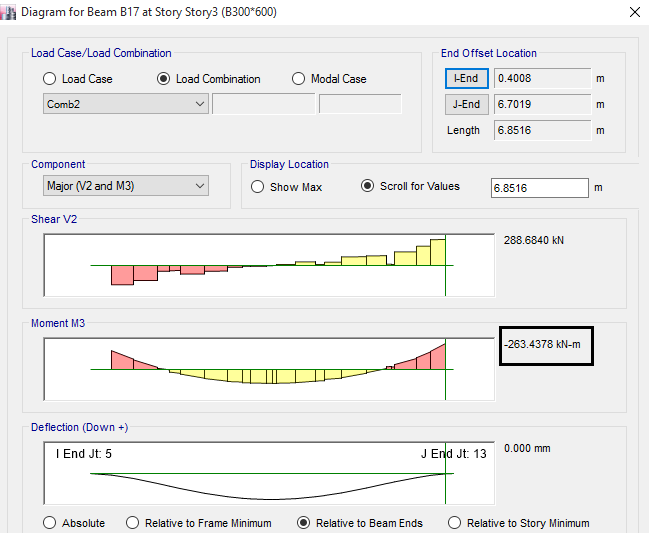 Diagram for Beam B17 at Story Story3 (B300*600)
Load Case/Load Combination
Load Case
Load Combination
Modal Case
Comb2
End Offset Location
I-End 0.4008 m
J-End 6.7019 m
Length 6.8516 m
Component
Major (V2 and M3)
Display Location
Show Max
Scroll for Values
6.8516 m
Shear V2
288.6840 kN
Moment M3
-263.4378 kN-m
Deflection (Down +)
I End Jt: 5
J End Jt: 13
0.000 mm
Absolute
Relative to Frame Minimum
Relative to Beam Ends
Relative to Story Minimum